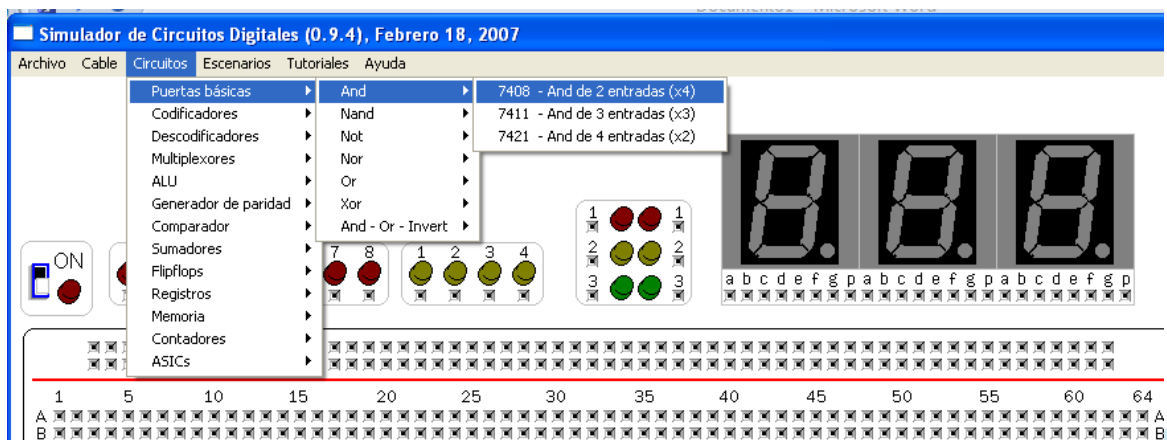 Simulador de Circuitos Digitales (0.9.4), Febrero 18, 2007
Archivo Cable Circuitos Escenarios Tutoriales Ayuda
Puertas básicas And 7408 - And de 2 entradas (x4)
Codificadores Nand 7411 - And de 3 entradas (x3)
Descodificadores Not 7421 - And de 4 entradas (x2)
Multiplexores Nor
ALU Or
Generador de paridad Xor
Comparador And - Or - Invert
Sumadores
Flipflops
Registros
Memoria
Contadores
ASICs
1 1
2 2
3 3
ON 7 8 1 2 3 4
a b c d e f g p a b c d e f g p a b c d e f g p
1 5 10 15 20 25 30 35 40 45 50 55 60 64
A A
B B